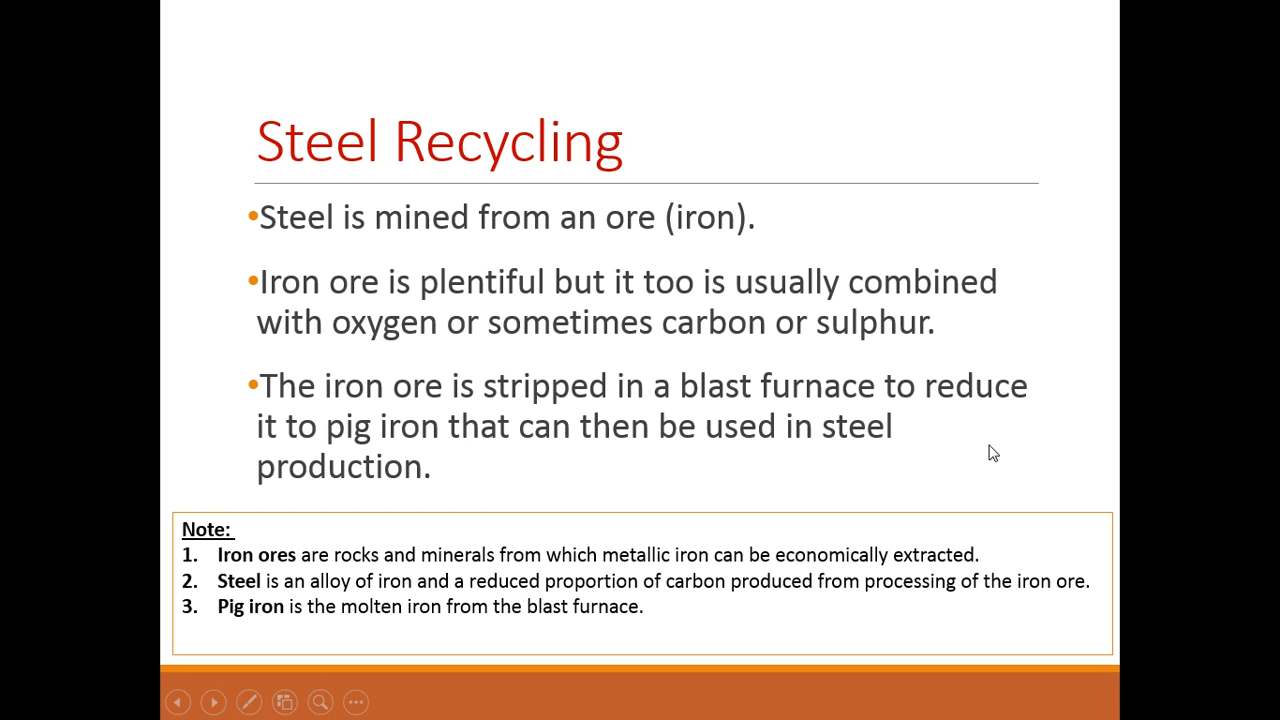 Steel Recycling
•Steel is mined from an ore (iron).
•Iron ore is plentiful but it too is usually combined
with oxygen or sometimes carbon or sulphur.
•The iron ore is stripped in a blast furnace to reduce
it to pig iron that can then be used in steel
production.
Note:
1. Iron ores are rocks and minerals from which metallic iron can be economically extracted.
2. Steel is an alloy of iron and a reduced proportion of carbon produced from processing of the iron ore.
3. Pig iron is the molten iron from the blast furnace.